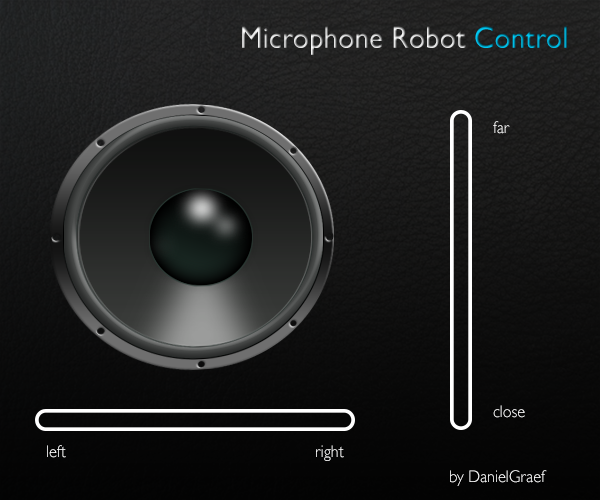 Microphone Robot Control
far
close
left
right
by DanielGraef